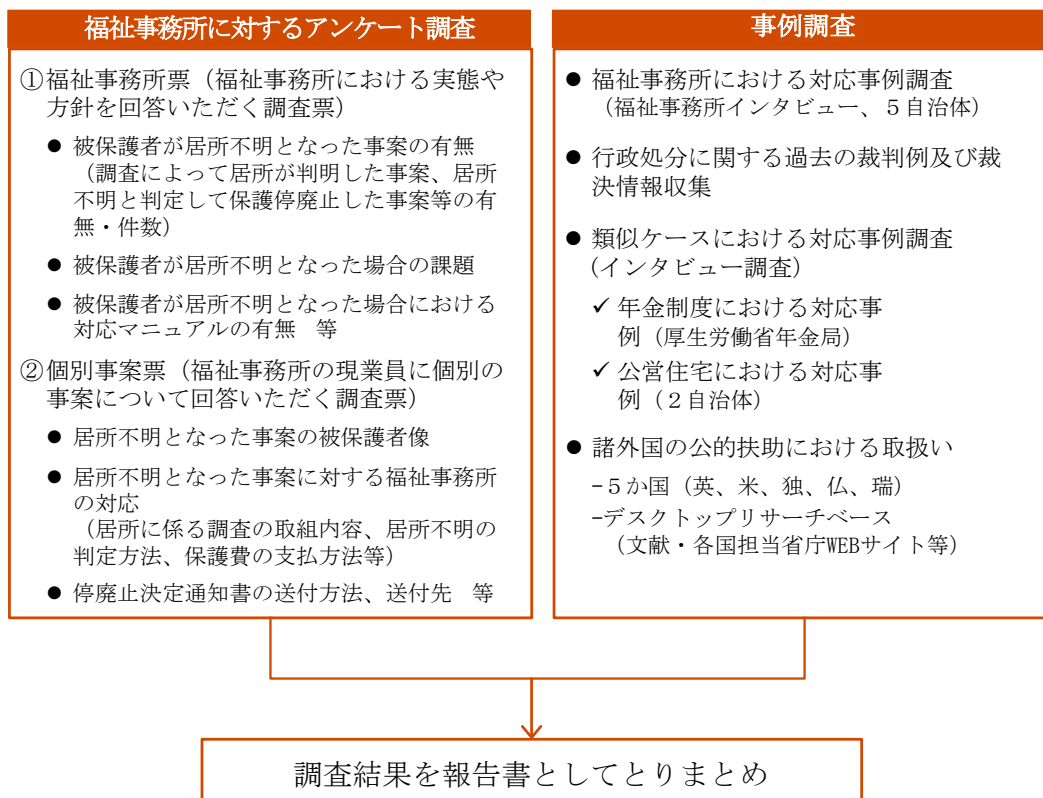 福祉事務所に対するアンケート調査
①福祉事務所票（福祉事務所における実態や
方針を回答いただく調査票）
● 被保護者が居所不明となった事案の有無
（調査によって居所が判明した事案、居所
不明と判定して保護停廃止した事案等の有
無・件数）
● 被保護者が居所不明となった場合の課題
● 被保護者が居所不明となった場合における
対応マニュアルの有無　等
②個別事案票（福祉事務所の現業員に個別の
事案について回答いただく調査票）
● 居所不明となった事案の被保護者像
● 居所不明となった事案に対する福祉事務所
の対応
（居所に係る調査の取組内容、居所不明の
判定方法、保護費の支払方法等）
● 停廃止決定通知書の送付方法、送付先　等
事例調査
● 福祉事務所における対応事例調査
（福祉事務所インタビュー、５自治体）
● 行政処分に関する過去の裁判例及び裁
決情報収集
● 類似ケースにおける対応事例調査
(インタビュー調査）
✓ 年金制度における対応事
例（厚生労働省年金局）
✓ 公営住宅における対応事
例（２自治体）
● 諸外国の公的扶助における取扱い
−５か国（英、米、独、仏、瑞）
−デスクトップリサーチベース
（文献・各国担当省庁WEBサイト等）
調査結果を報告書としてとりまとめ